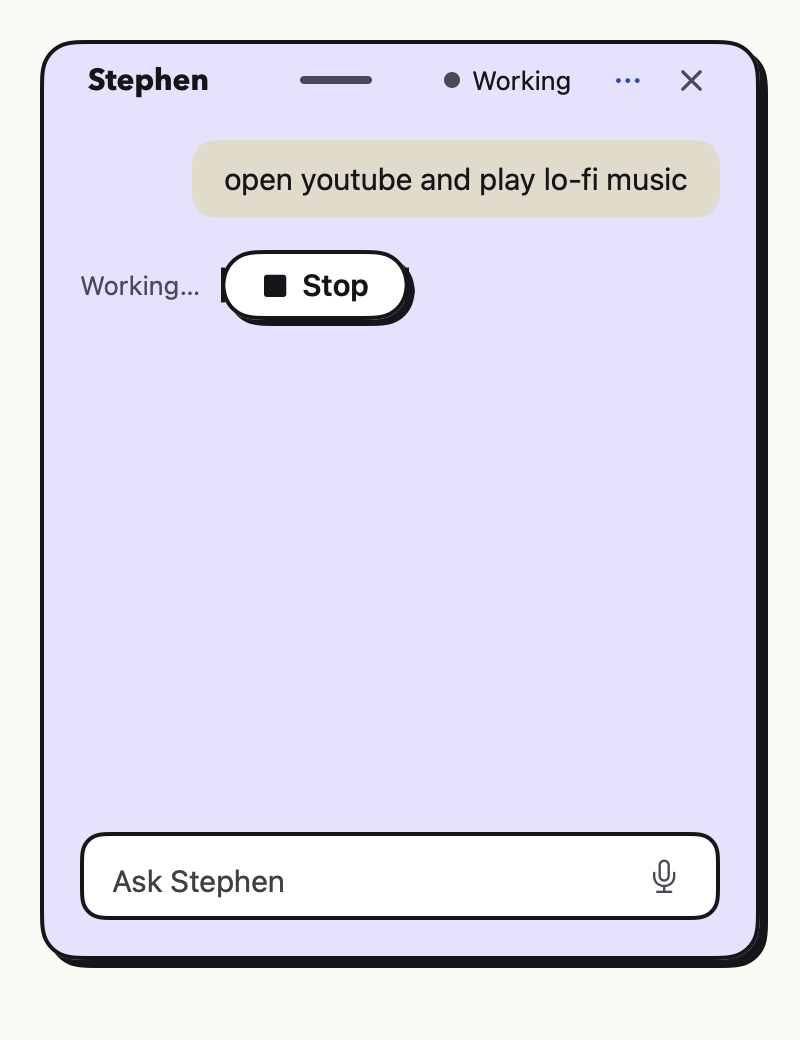 Stephen
Working
open youtube and play lo-fi music
Working...
Stop
Ask Stephen